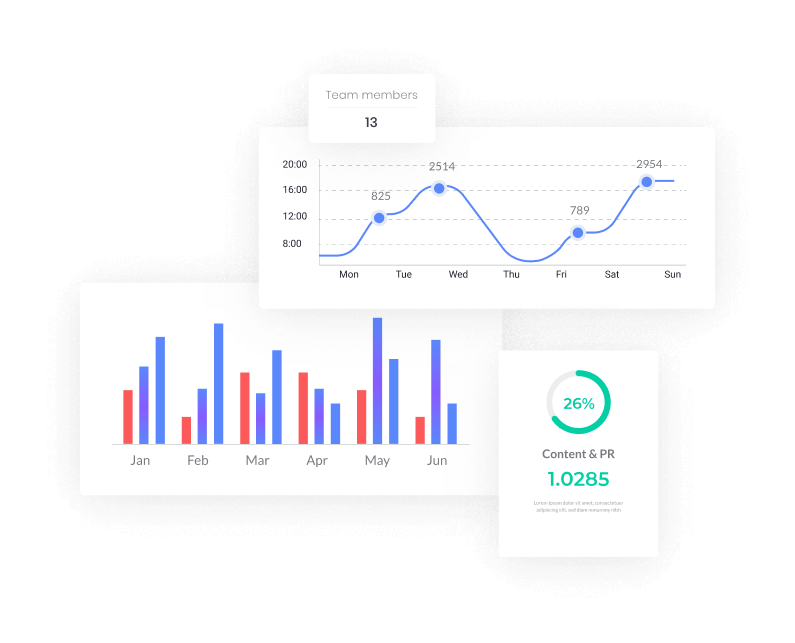 Team members
13
20:00
16:00
12:00
8:00
825
2514
789
2954
Mon Tue Wed Thu Fri Sat Sun
Jan Feb Mar Apr May Jun
26%
Content & PR
1.0285
Lorem ipsum dolor sit amet, consectetuer
adipiscing elit, sed diam nonummy nibh